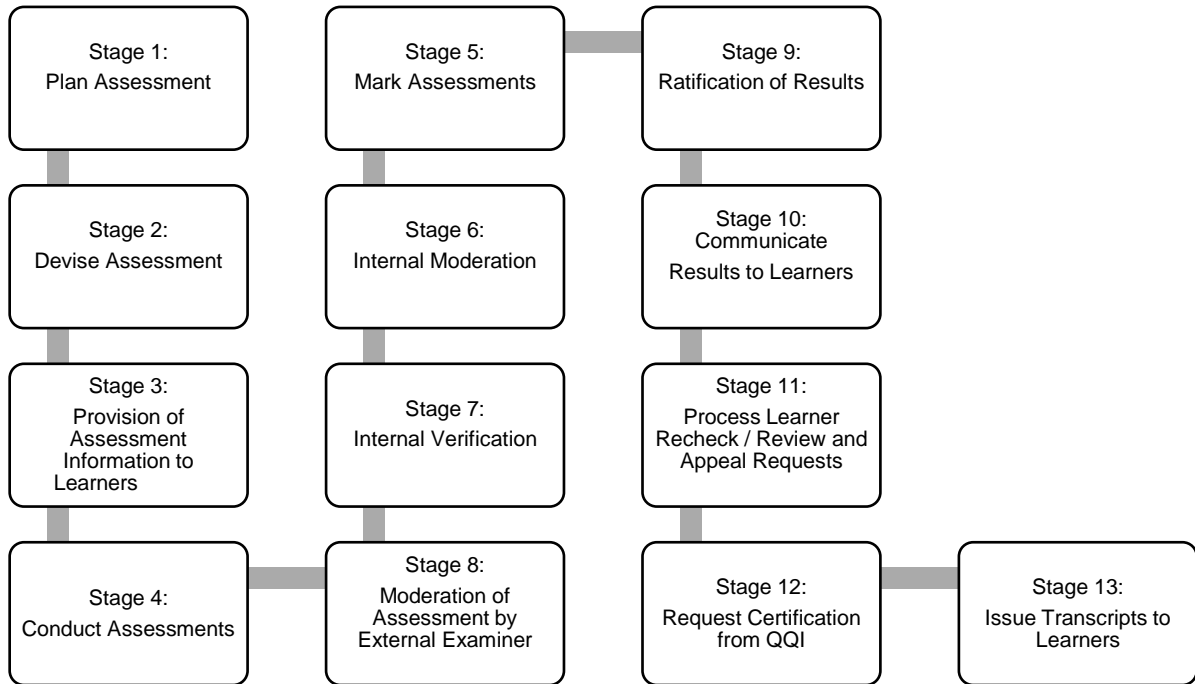 Stage 1:
Plan Assessment
Stage 2:
Devise Assessment
Stage 3:
Provision of
Assessment
Information to
Learners
Stage 4:
Conduct Assessments
Stage 5:
Mark Assessments
Stage 6:
Internal Moderation
Stage 7:
Internal Verification
Stage 8:
Moderation of
Assessment by
External Examiner
Stage 9:
Ratification of Results
Stage 10:
Communicate
Results to Learners
Stage 11:
Process Learner
Recheck / Review and
Appeal Requests
Stage 12:
Request Certification
from QQI
Stage 13:
Issue Transcripts to
Learners